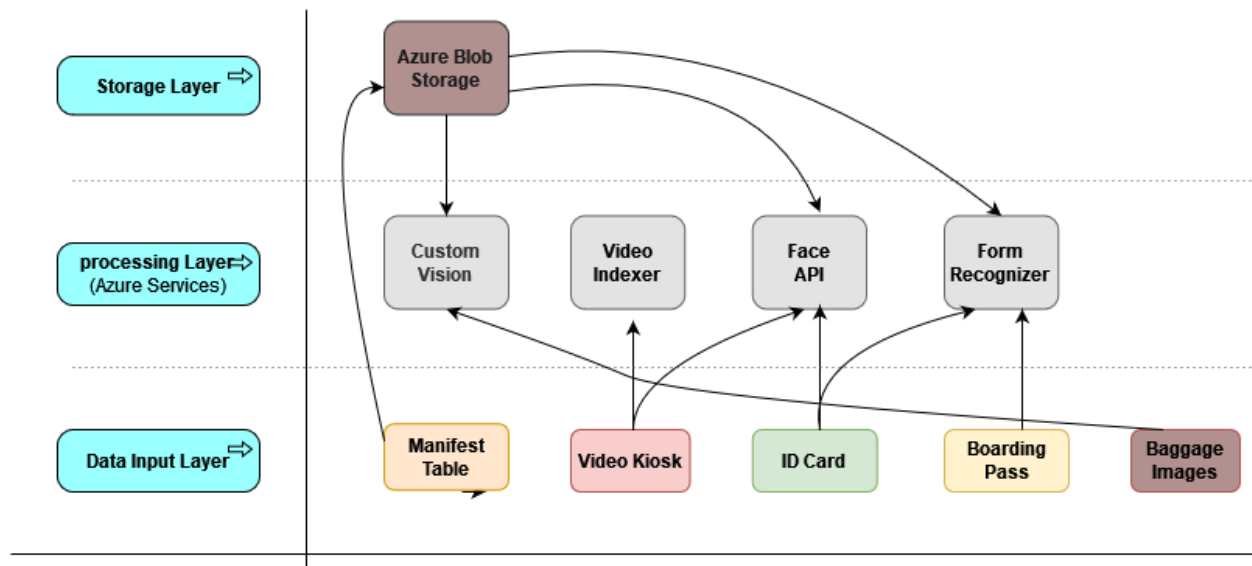 Storage Layer
Azure Blob
Storage
processing Layer
(Azure Services)
Custom
Vision
Video
Indexer
Face
API
Form
Recognizer
Data Input Layer
Manifest
Table
Video Kiosk
ID Card
Boarding
Pass
Baggage
Images